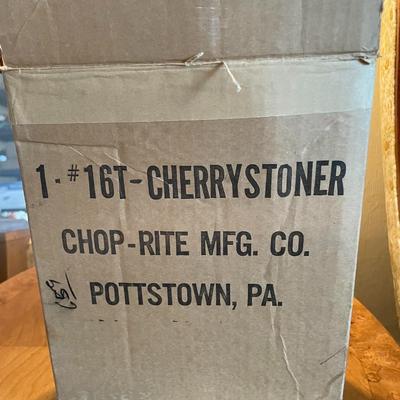 1-#16T-CHERRYSTONER
CHOP-RITE MFG. CO.
POTTSTOWN, PA.